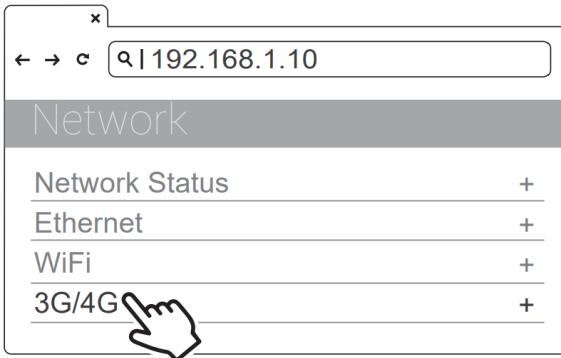 192.168.1.10
Network
Network Status +
Ethernet +
WiFi +
3G/4G +